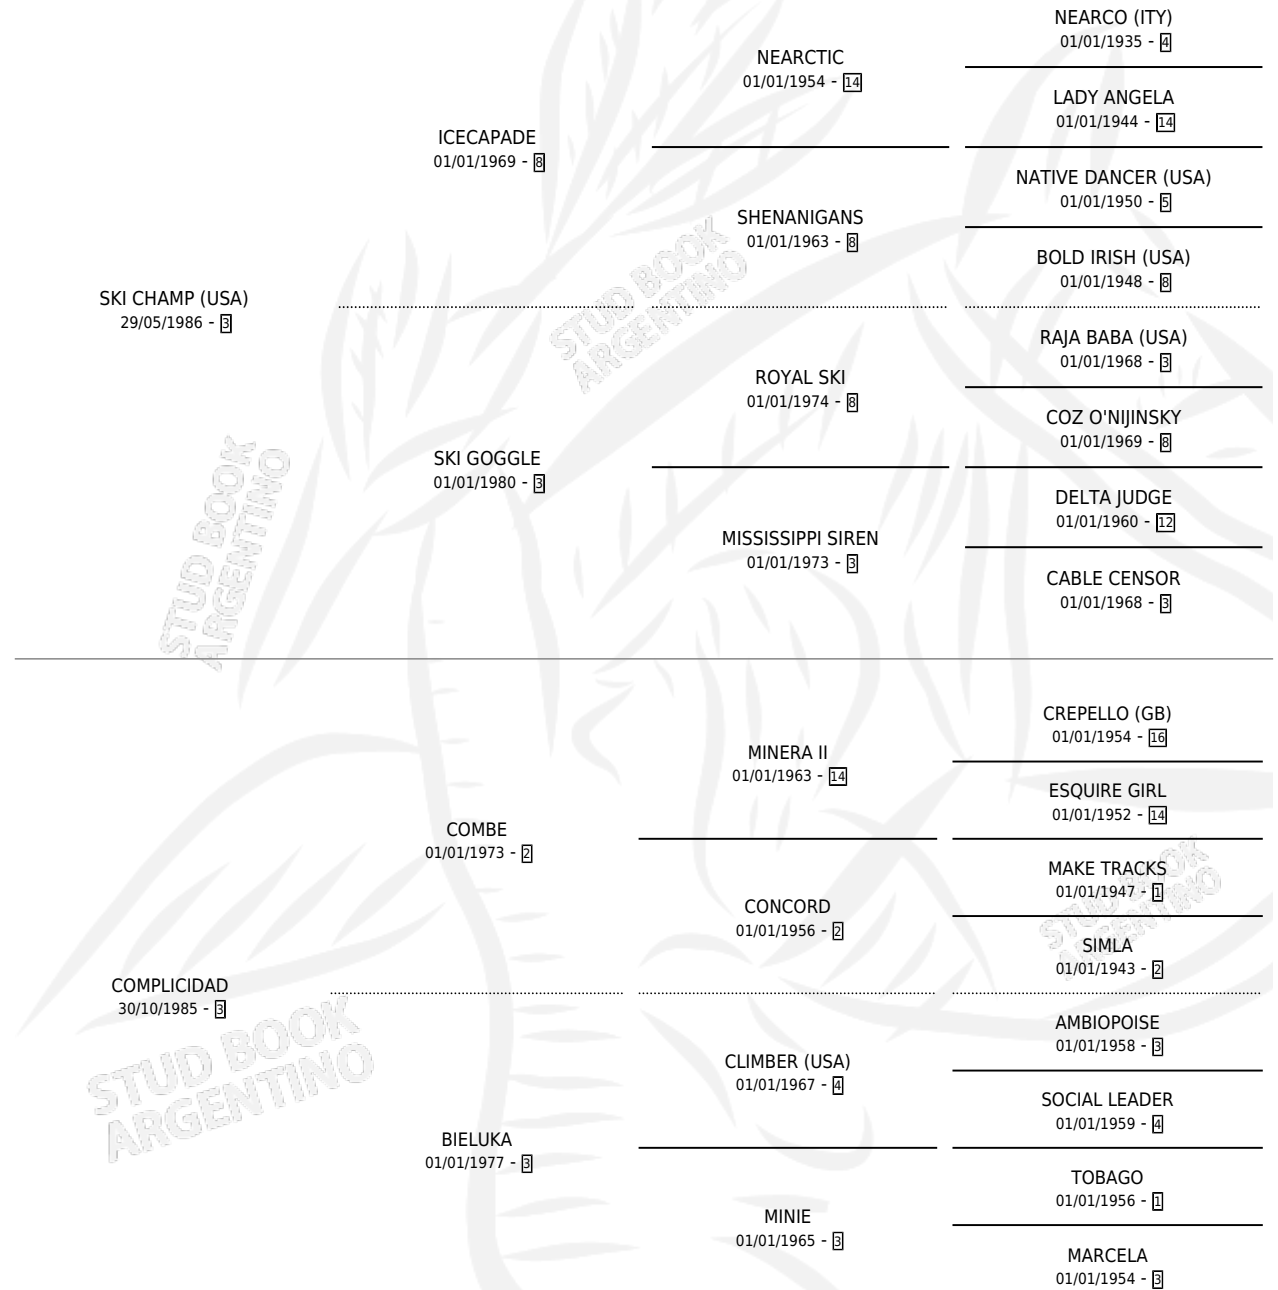 NEARCO (ITY)
01/01/1935 - 4
NEARCTIC
01/01/1954 - 14
LADY ANGELA
01/01/1944 - 14
ICECAPADE
01/01/1969 - 8
NATIVE DANCER (USA)
01/01/1950 - 5
SHENANIGANS
01/01/1963 - 8
BOLD IRISH (USA)
01/01/1948 - 8
SKI CHAMP (USA)
29/05/1986 - 3
RAJA BABA (USA)
01/01/1968 - 3
ROYAL SKI
01/01/1974 - 8
COZ O'NIJINSKY
01/01/1969 - 8
SKI GOGGLE
01/01/1980 - 3
DELTA JUDGE
01/01/1960 - 12
MISSISSIPPI SIREN
01/01/1973 - 3
CABLE CENSOR
01/01/1968 - 3
CREPELLO (GB)
01/01/1954 - 16
MINERA II
01/01/1963 - 14
ESQUIRE GIRL
01/01/1952 - 14
COMBE
01/01/1973 - 2
MAKE TRACKS
01/01/1947 - 1
CONCORD
01/01/1956 - 2
SIMLA
01/01/1943 - 2
COMPLICIDAD
30/10/1985 - 3
AMBIOPOISE
01/01/1958 - 3
CLIMBER (USA)
01/01/1967 - 4
SOCIAL LEADER
01/01/1959 - 4
BIELUKA
01/01/1977 - 3
TOBAGO
01/01/1956 - 1
MINIE
01/01/1965 - 3
MARCELA
01/01/1954 - 3
STUD BOOK
ARGENTINO
STUD BOOK
ARGENTINO
STUD BOOK
ARGENTINO
STUD BOOK
ARGENTINO